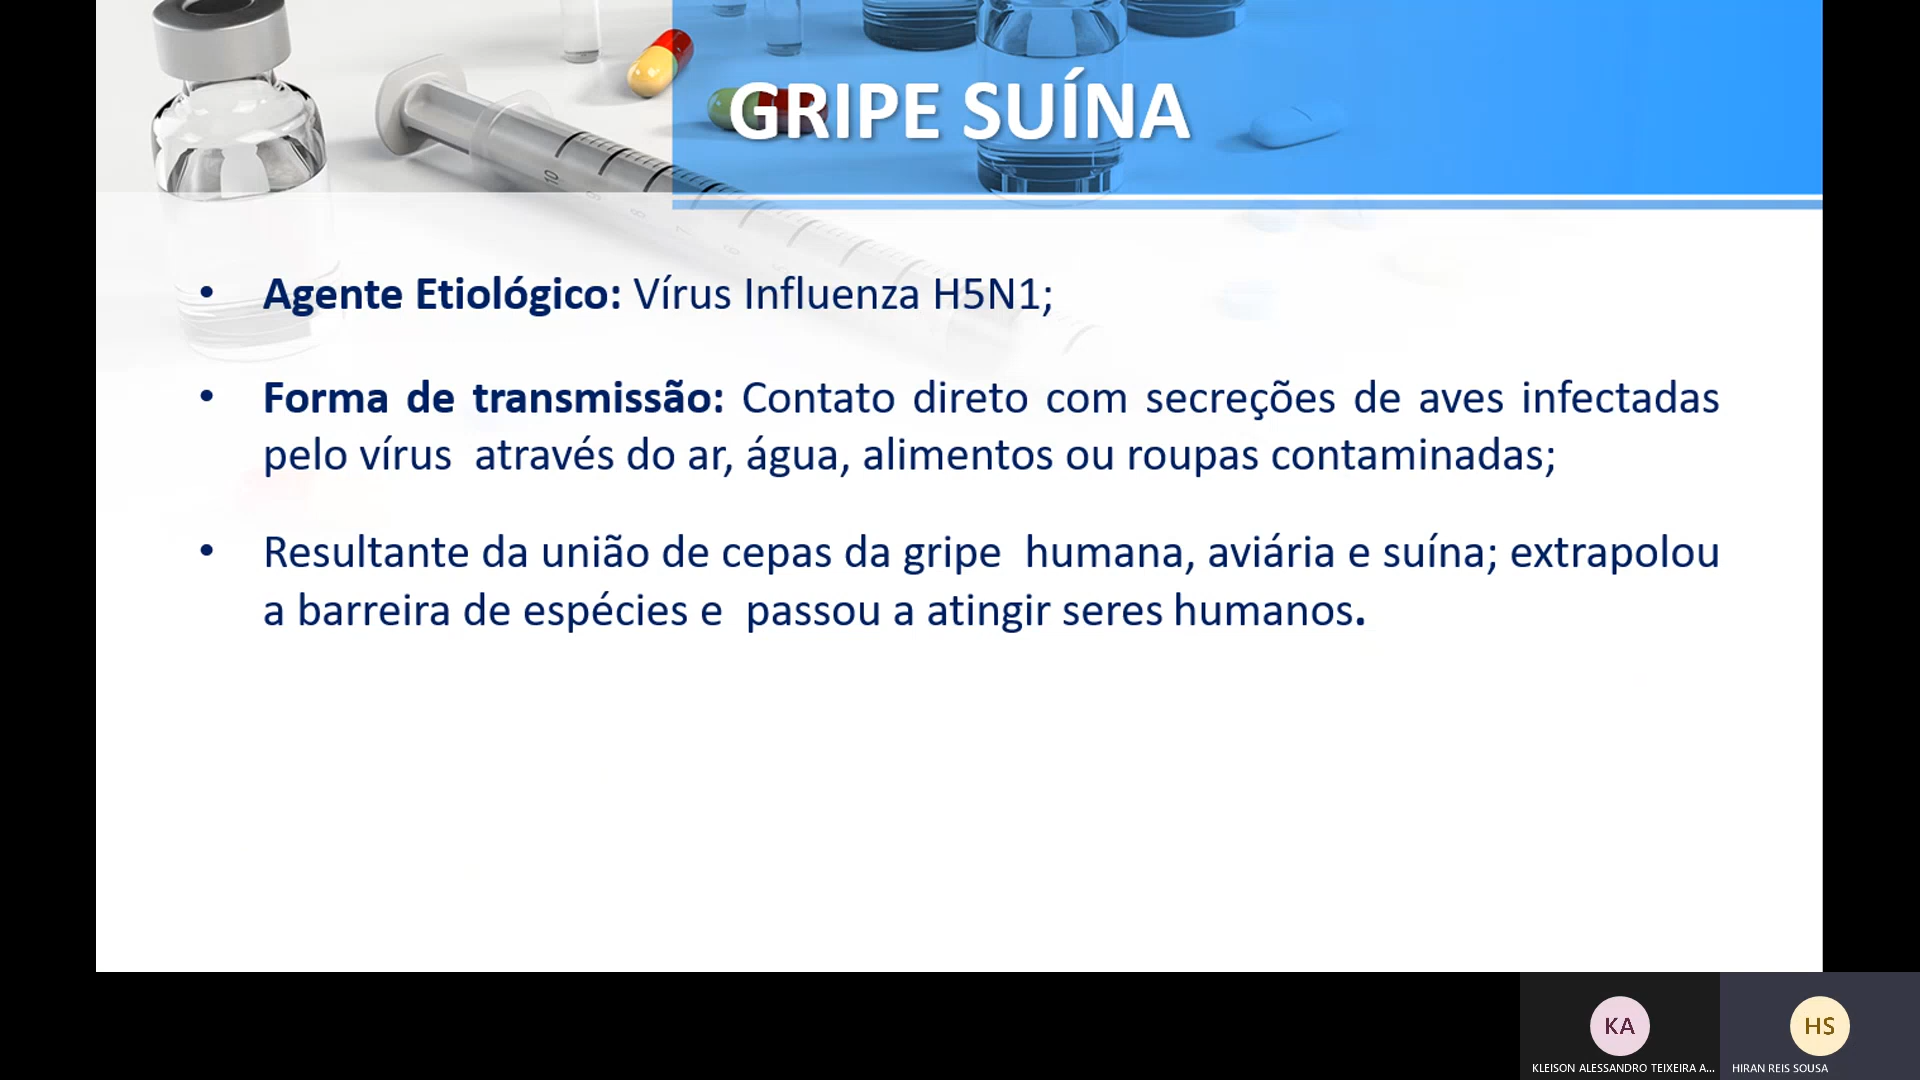 GRIPE SUÍNA
• Agente Etiológico: Vírus Influenza H5N1;
• Forma de transmissão: Contato direto com secreções de aves infectadas
pelo vírus através do ar, água, alimentos ou roupas contaminadas;
• Resultante da união de cepas da gripe humana, aviária e suína; extrapolou
a barreira de espécies e passou a atingir seres humanos.
KA
HS
KLEISON ALESSANDRO TEIXEIRA A...
HIRAN REIS SOUSA